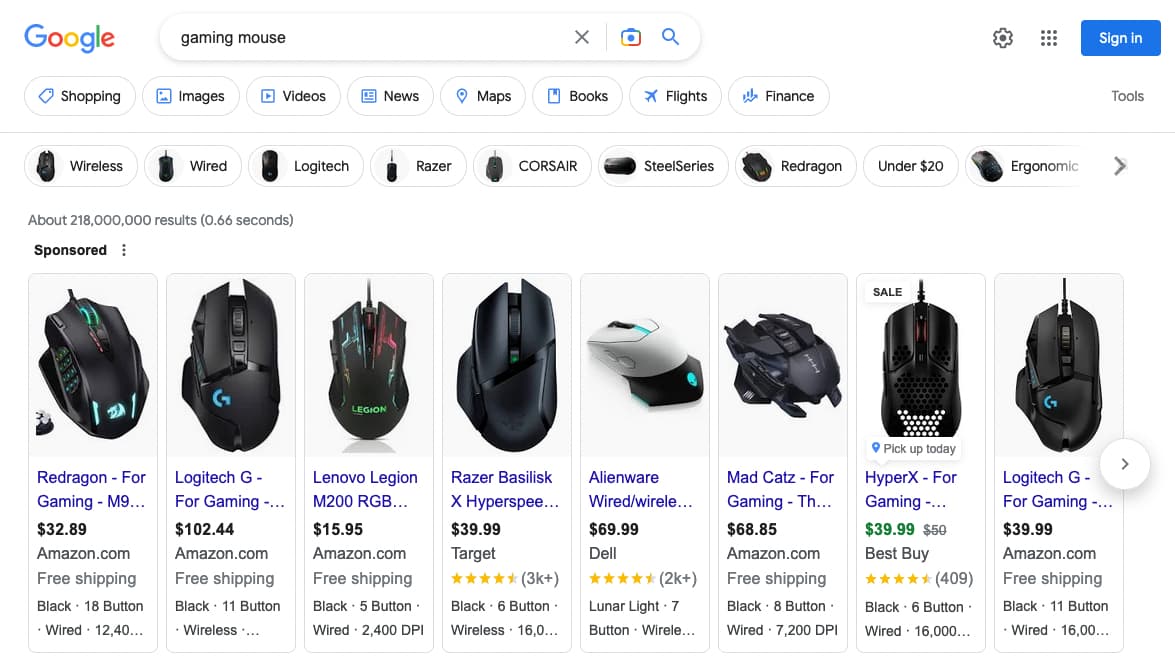 Google
gaming mouse
Sign in
Shopping
Images
Videos
News
Maps
Books
Flights
Finance
Tools
Wireless
Wired
Logitech
Razer
CORSAIR
SteelSeries
Redragon
Under $20
Ergonomic
About 218,000,000 results (0.66 seconds)
Sponsored
LEGION
Redragon - For
Gaming - M9...
$32.89
Amazon.com
Free shipping
Black · 18 Button
· Wired · 12,40...
Logitech G -
For Gaming -...
$102.44
Amazon.com
Free shipping
Black · 11 Button
· Wireless ·...
Lenovo Legion
M200 RGB...
$15.95
Amazon.com
Free shipping
Black · 5 Button ·
Wired · 2,400 DPI
Razer Basilisk
X Hyperspee...
$39.99
Target
(3k+)
Black · 6 Button ·
Wireless · 16,0...
Alienware
Wired/wirele...
$69.99
Dell
(2k+)
Lunar Light · 7
Button · Wirele...
Mad Catz - For
Gaming - Th...
$68.85
Amazon.com
Free shipping
Black · 8 Button ·
Wired · 7,200 DPI
SALE
Pick up today
HyperX - For
Gaming -...
$39.99 $50
Best Buy
(409)
Black · 6 Button ·
Wired · 16,000...
Logitech G -
For Gaming -...
$39.99
Amazon.com
Free shipping
Black · 11 Button
· Wired · 16,00...